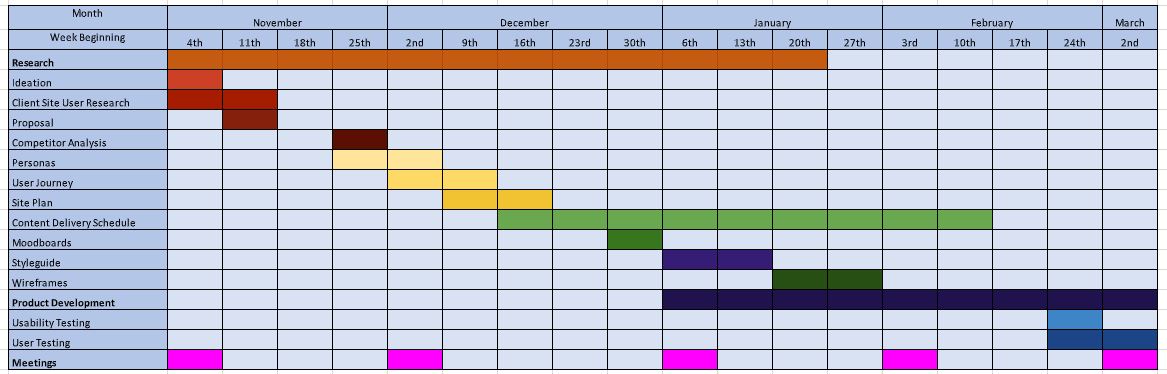 Month
November December January February March
Week Beginning
4th 11th 18th 25th 2nd 9th 16th 23rd 30th 6th 13th 20th 27th 3rd 10th 17th 24th 2nd
Research
Ideation
Client Site User Research
Proposal
Competitor Analysis
Personas
User Journey
Site Plan
Content Delivery Schedule
Moodboards
Styleguide
Wireframes
Product Development
Usability Testing
User Testing
Meetings